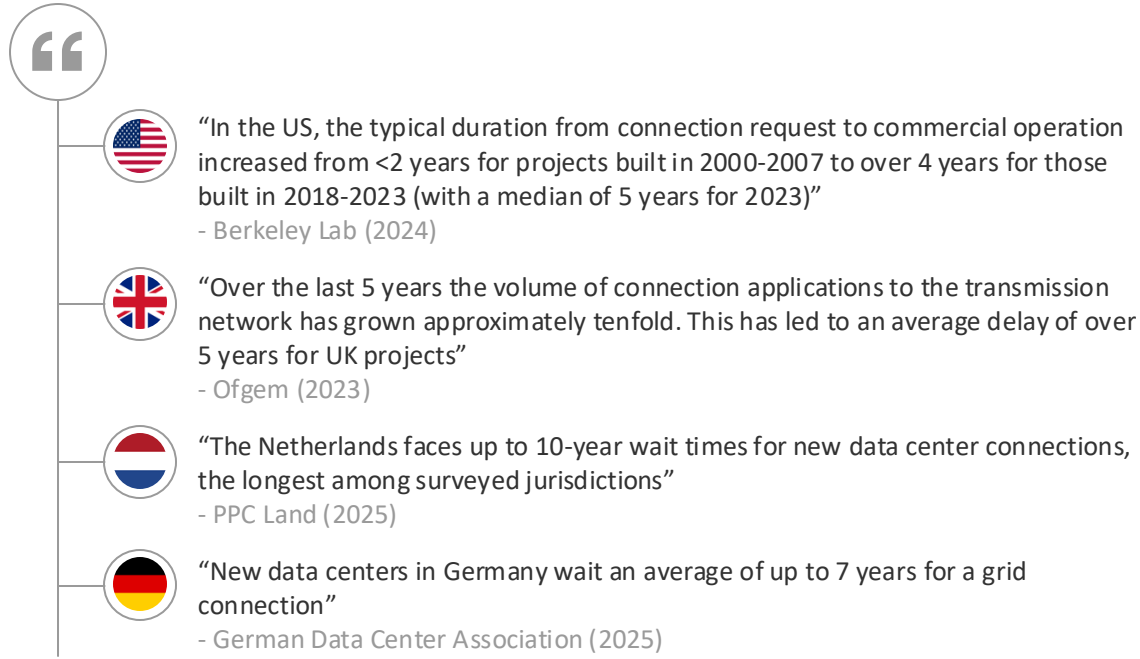 “In the US, the typical duration from connection request to commercial operation
increased from <2 years for projects built in 2000-2007 to over 4 years for those
built in 2018-2023 (with a median of 5 years for 2023)”
- Berkeley Lab (2024)
“Over the last 5 years the volume of connection applications to the transmission
network has grown approximately tenfold. This has led to an average delay of over
5 years for UK projects”
- Ofgem (2023)
“The Netherlands faces up to 10-year wait times for new data center connections,
the longest among surveyed jurisdictions”
- PPC Land (2025)
“New data centers in Germany wait an average of up to 7 years for a grid
connection”
- German Data Center Association (2025)